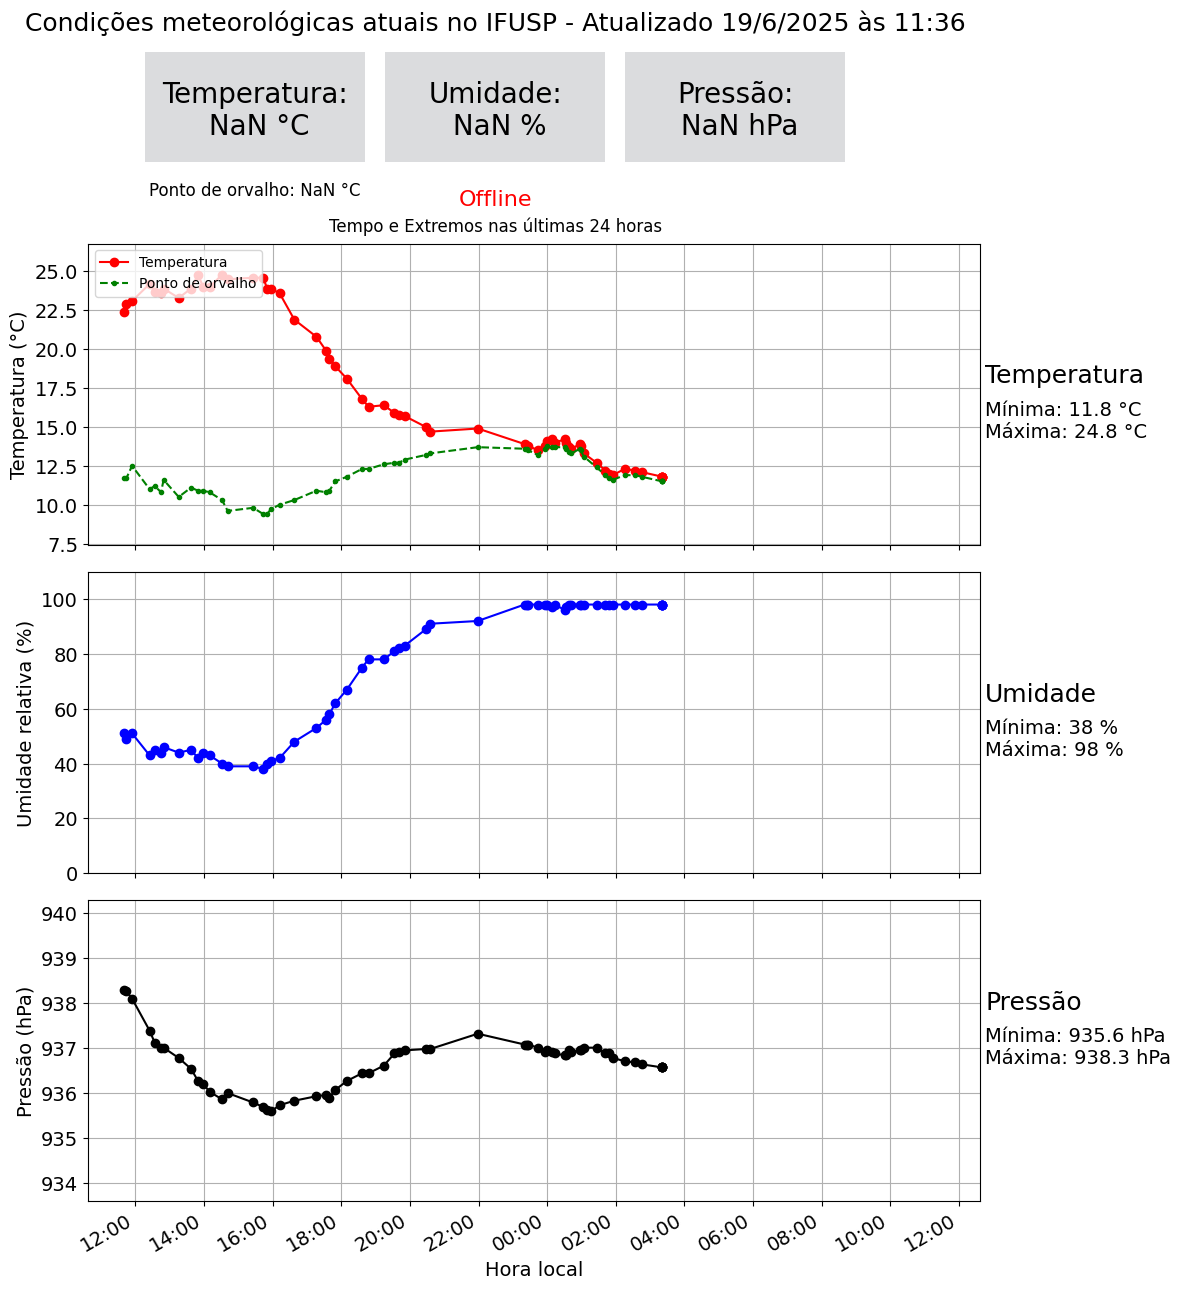 Condições meteorológicas atuais no IFUSP - Atualizado 19/6/2025 às 11:36
Temperatura:
NaN °C
Umidade:
NaN %
Pressão:
NaN hPa
Ponto de orvalho: NaN °C
Offline
Tempo e Extremos nas últimas 24 horas
Temperatura
Ponto de orvalho
Temperatura (°C)
25.0
22.5
20.0
17.5
15.0
12.5
10.0
7.5
Temperatura
Mínima: 11.8 °C
Máxima: 24.8 °C
Umidade relativa (%)
100
80
60
40
20
0
Umidade
Mínima: 38 %
Máxima: 98 %
Pressão (hPa)
940
939
938
937
936
935
934
Pressão
Mínima: 935.6 hPa
Máxima: 938.3 hPa
12:00 14:00 16:00 18:00 20:00 22:00 00:00 02:00 04:00 06:00 08:00 10:00 12:00
Hora local